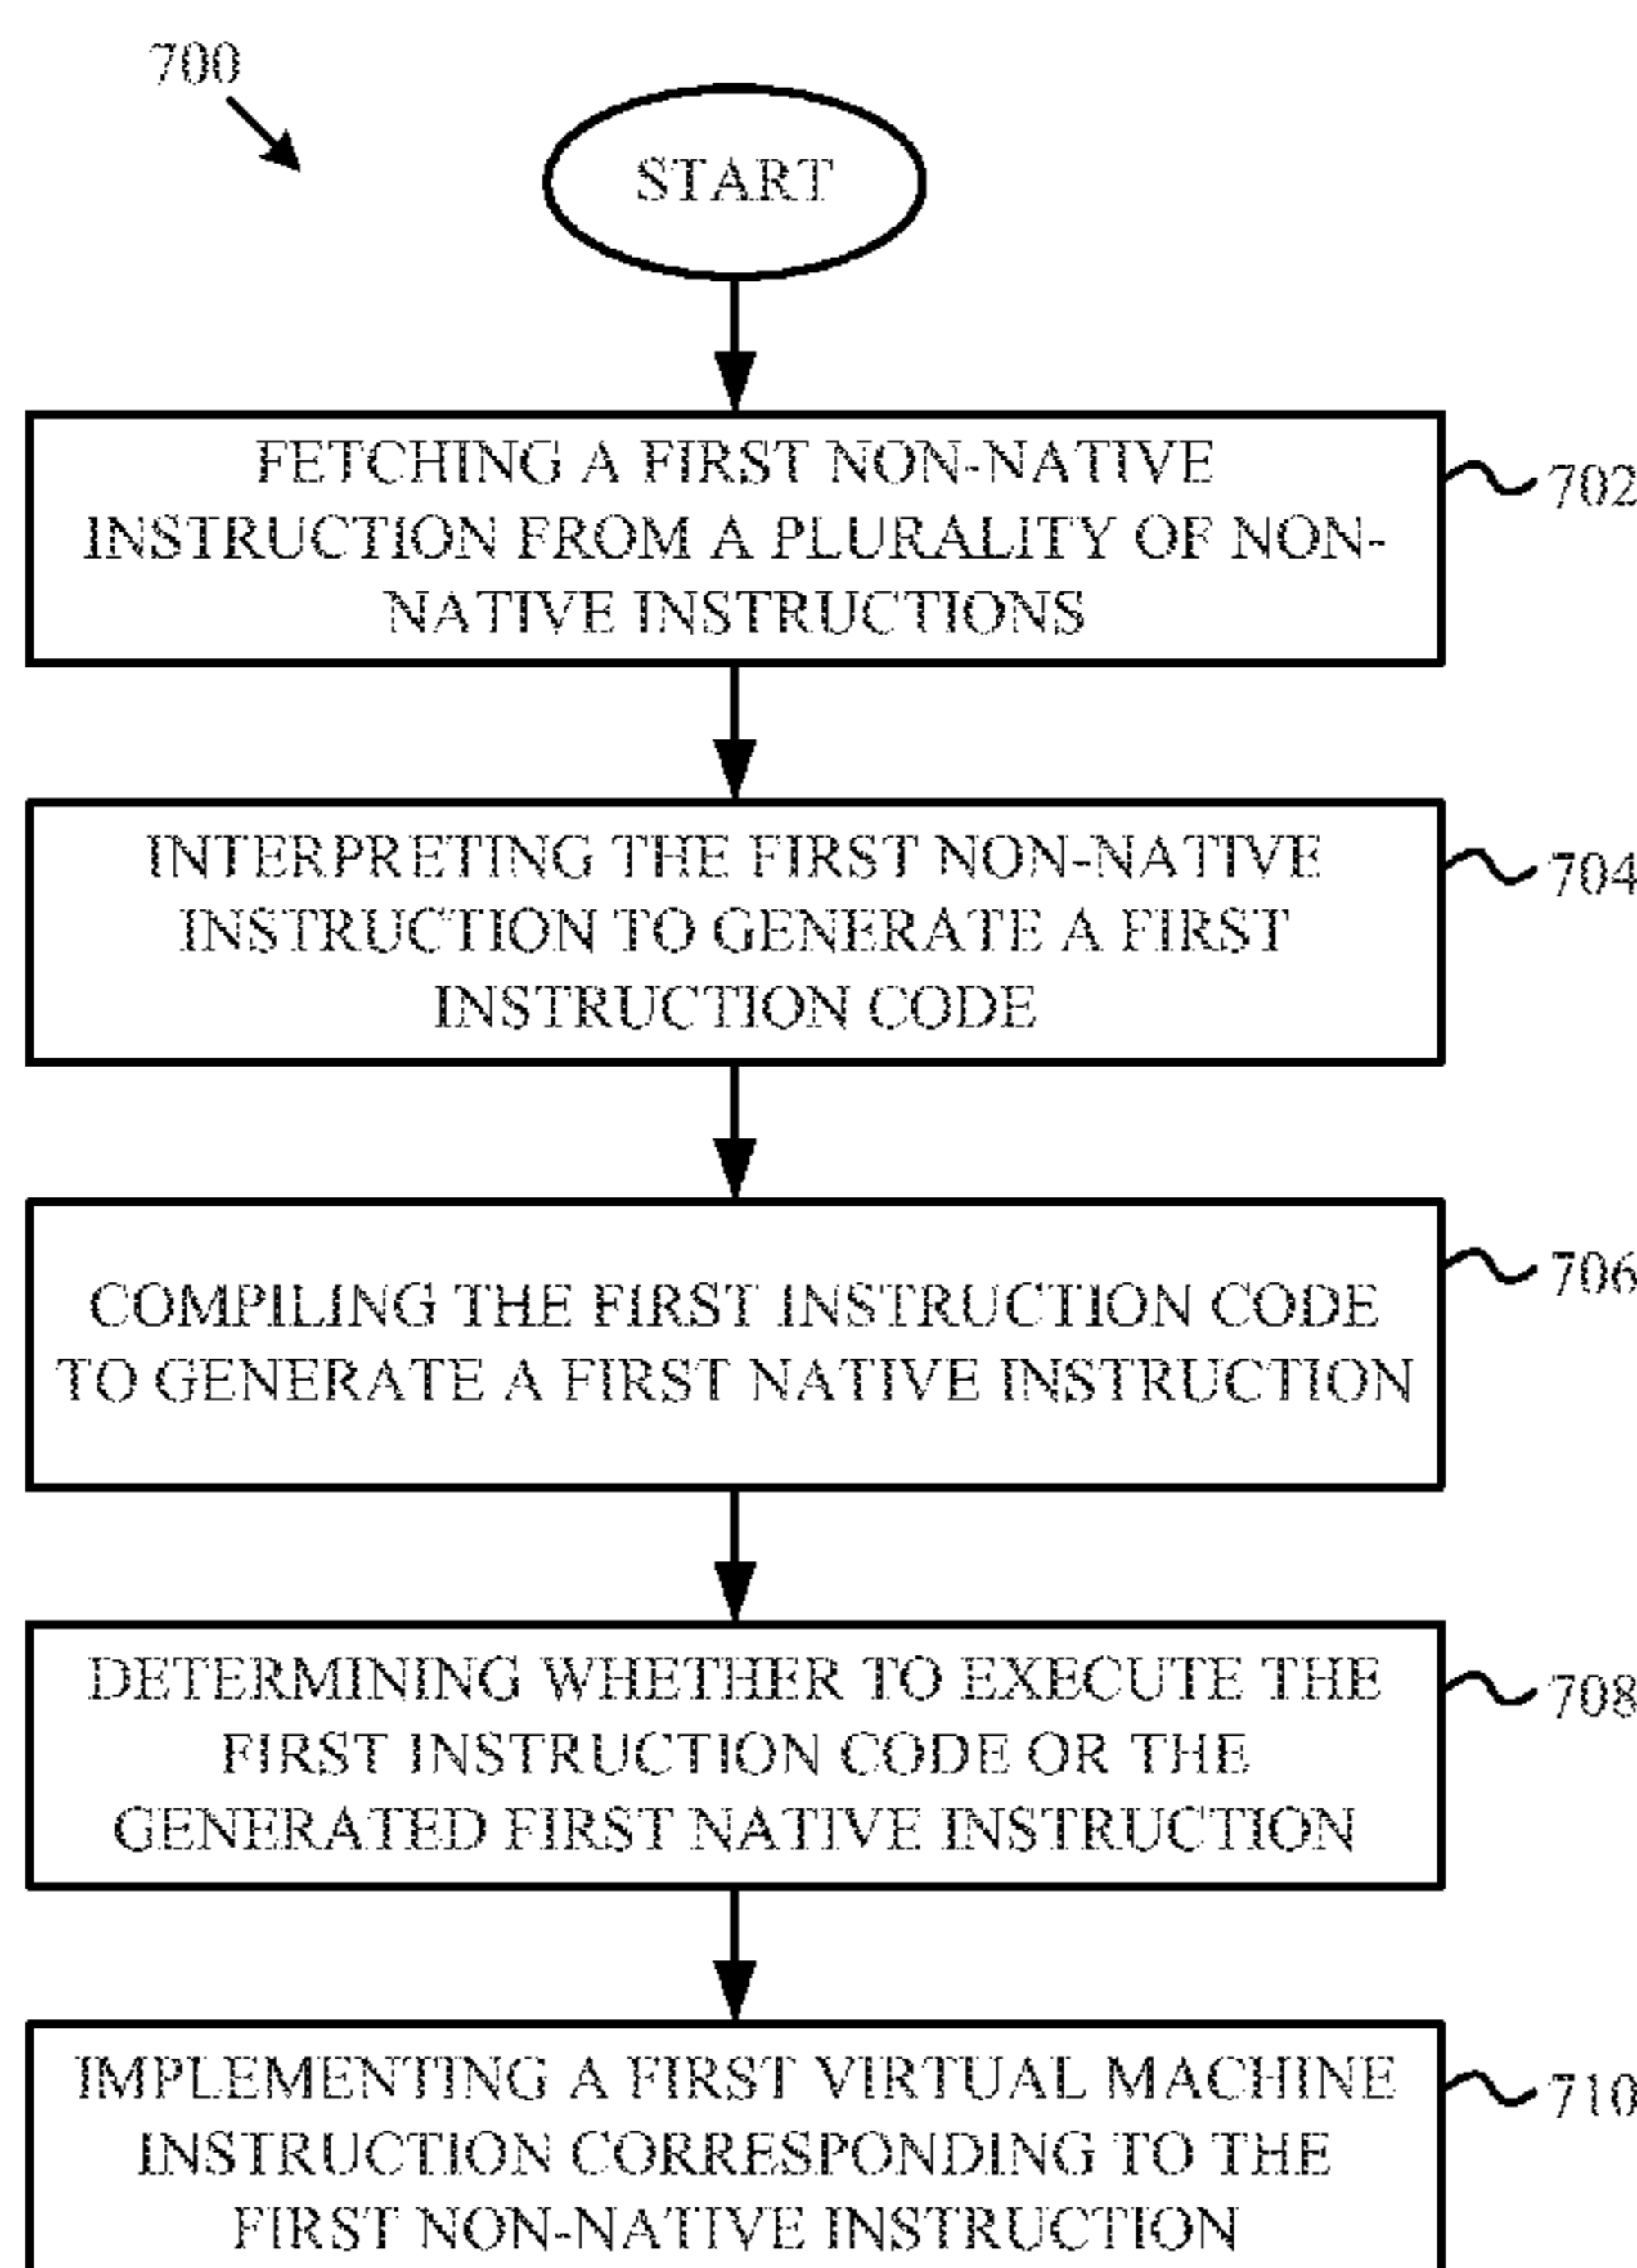 700
START
FETCHING A FIRST NON-NATIVE
INSTRUCTION FROM A PLURALITY OF NON-
NATIVE INSTRUCTIONS
702
INTERPRETING THE FIRST NON-NATIVE
INSTRUCTION TO GENERATE A FIRST
INSTRUCTION CODE
704
COMPILING THE FIRST INSTRUCTION CODE
TO GENERATE A FIRST NATIVE INSTRUCTION
706
DETERMINING WHETHER TO EXECUTE THE
FIRST INSTRUCTION CODE OR THE
GENERATED FIRST NATIVE INSTRUCTION
708
IMPLEMENTING A FIRST VIRTUAL MACHINE
INSTRUCTION CORRESPONDING TO THE
FIRST NON-NATIVE INSTRUCTION
710